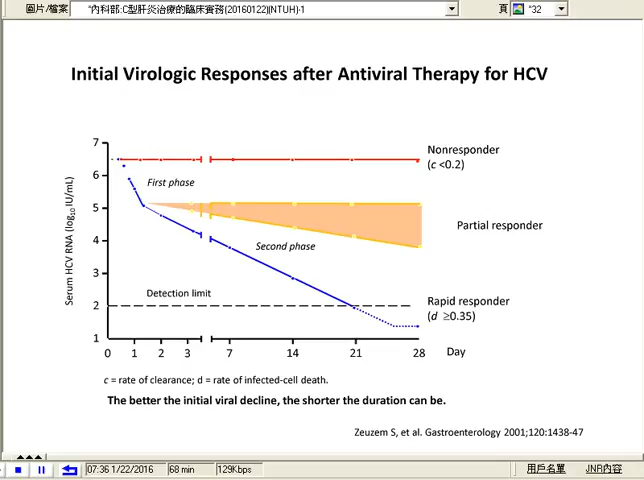 圖片/檔案 "內科部:C型肝炎治療的臨床實務(20160122)(NTUH)-1 頁 "32
Initial Virologic Responses after Antiviral Therapy for HCV
Serum HCV RNA (log10 IU/mL)
7
6
5
4
3
2
1
Nonresponder
(c <0.2)
First phase
Partial responder
Second phase
Detection limit
Rapid responder
(d ≥0.35)
0 1 2 3 7 14 21 28 Day
c = rate of clearance; d = rate of infected-cell death.
The better the initial viral decline, the shorter the duration can be.
Zeuzem S, et al. Gastroenterology 2001;120:1438-47
07:36 1/22/2016 68 min 129Kbps 用戶名單 JNR內容